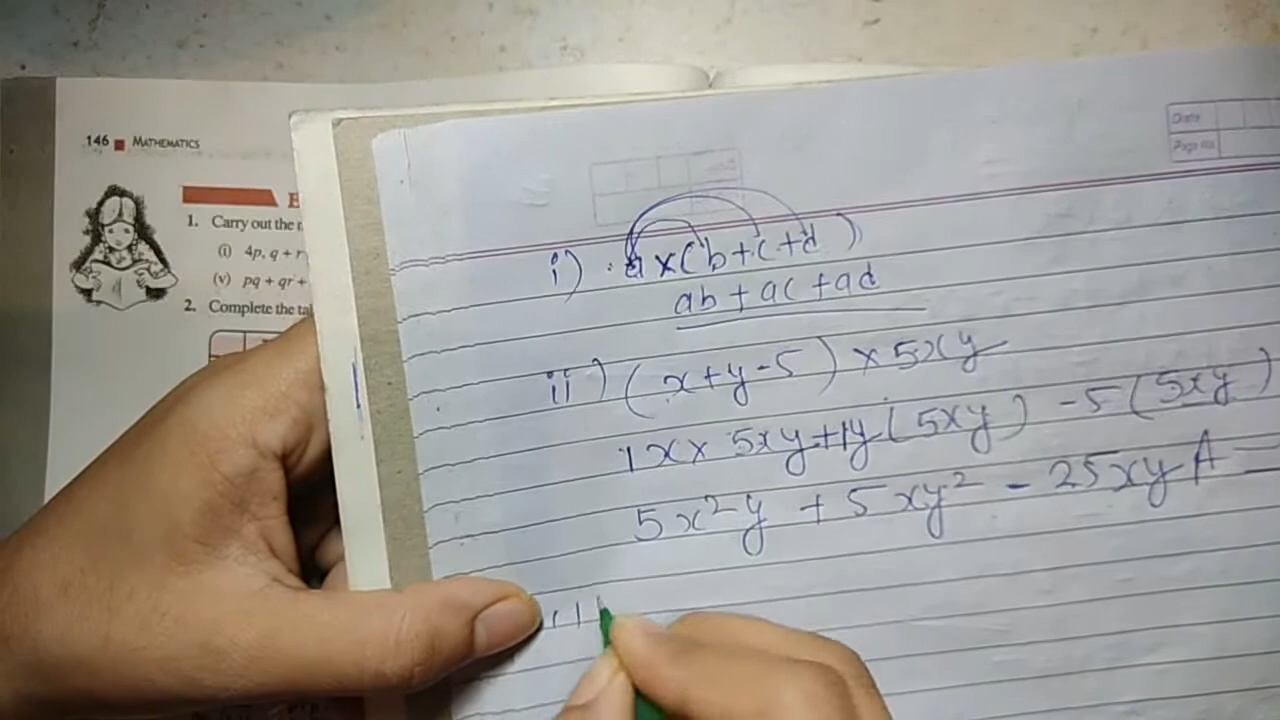 146 MATHEMATICS
1. Carry out the
(i) 4p, q + r
(v) pq + qr +
2. Complete the
Date
Page No.
i) a×(b+c+d)
ab + ac + ad
ii) (x+y-5) × 5xy
1x × 5xy + 1y (5xy) - 5 (5xy)
5x²y + 5xy² - 25xy A =